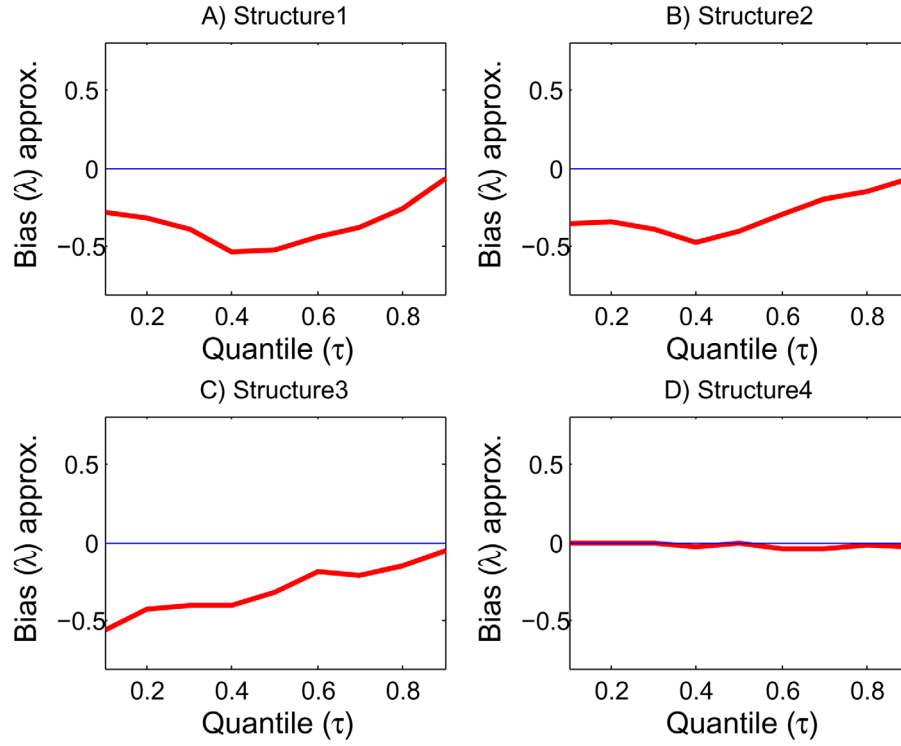 A) Structure1
Bias (λ) approx.
0.5
0
−0.5
0.2 0.4 0.6 0.8
Quantile (τ)
B) Structure2
Bias (λ) approx.
0.5
0
−0.5
0.2 0.4 0.6 0.8
Quantile (τ)
C) Structure3
Bias (λ) approx.
0.5
0
−0.5
0.2 0.4 0.6 0.8
Quantile (τ)
D) Structure4
Bias (λ) approx.
0.5
0
−0.5
0.2 0.4 0.6 0.8
Quantile (τ)